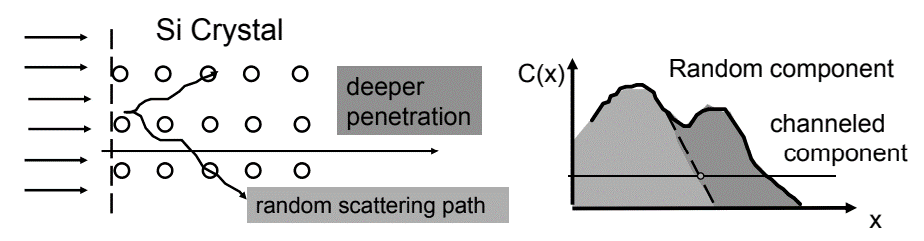 Si Crystal
deeper
penetration
random scattering path
C(x)
Random component
channeled
component
x